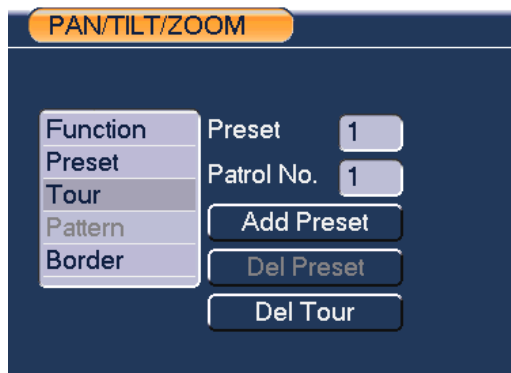 PAN/TILT/ZOOM
Function
Preset
Tour
Pattern
Border
Preset 1
Patrol No. 1
Add Preset
Del Preset
Del Tour